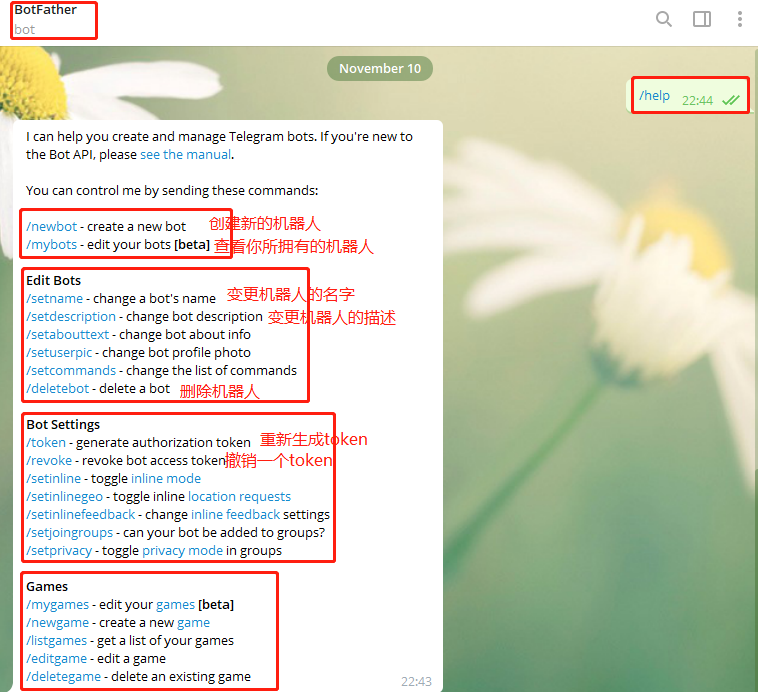 BotFather
bot
November 10
/help 22:44
I can help you create and manage Telegram bots. If you're new to
the Bot API, please see the manual.
You can control me by sending these commands:
/newbot - create a new bot 创建新的机器人
/mybots - edit your bots [beta] 查看你所拥有的机器人
Edit Bots
/setname - change a bot's name 变更机器人的名字
/setdescription - change bot description 变更机器人的描述
/setabouttext - change bot about info
/setuserpic - change bot profile photo
/setcommands - change the list of commands
/deletebot - delete a bot 删除机器人
Bot Settings
/token - generate authorization token 重新生成token
/revoke - revoke bot access token 撤销一个token
/setinline - toggle inline mode
/setinlinegeo - toggle inline location requests
/setinlinefeedback - change inline feedback settings
/setjoingroups - can your bot be added to groups?
/setprivacy - toggle privacy mode in groups
Games
/mygames - edit your games [beta]
/newgame - create a new game
/listgames - get a list of your games
/editgame - edit a game
/deletegame - delete an existing game
22:43